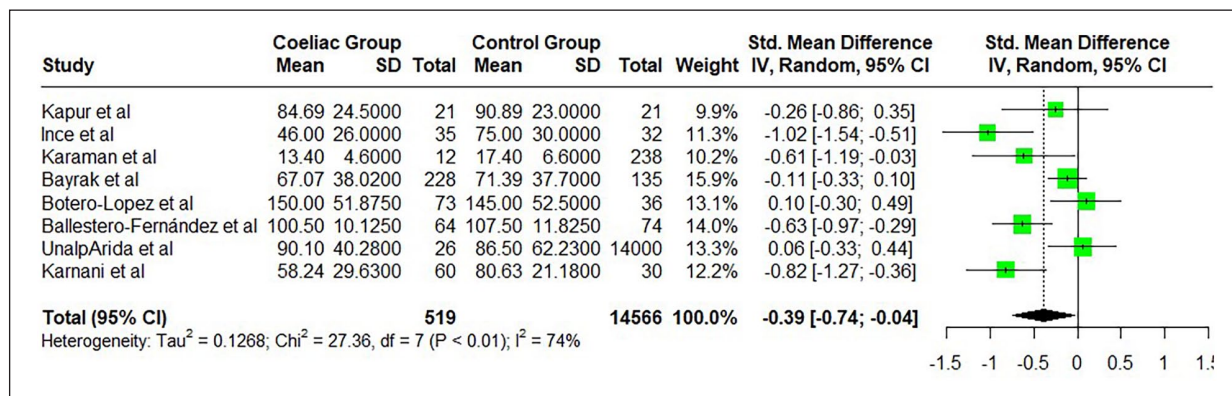 Coeliac Group Control Group Std. Mean Difference Std. Mean Difference
Study Mean SD Total Mean SD Total Weight IV, Random, 95% CI IV, Random, 95% CI
Kapur et al 84.69 24.5000 21 90.89 23.0000 21 9.9% -0.26 [-0.86; 0.35]
Ince et al 46.00 26.0000 35 75.00 30.0000 32 11.3% -1.02 [-1.54; -0.51]
Karaman et al 13.40 4.6000 12 17.40 6.6000 238 10.2% -0.61 [-1.19; -0.03]
Bayrak et al 67.07 38.0200 228 71.39 37.7000 135 15.9% -0.11 [-0.33; 0.10]
Botero-Lopez et al 150.00 51.8750 73 145.00 52.5000 36 13.1% 0.10 [-0.30; 0.49]
Ballestero-Fernández et al 100.50 10.1250 64 107.50 11.8250 74 14.0% -0.63 [-0.97; -0.29]
UnalpArida et al 90.10 40.2800 26 86.50 62.2300 14000 13.3% 0.06 [-0.33; 0.44]
Karnani et al 58.24 29.6300 60 80.63 21.1800 30 12.2% -0.82 [-1.27; -0.36]
Total (95% CI) 519 14566 100.0% -0.39 [-0.74; -0.04]
Heterogeneity: Tau² = 0.1268; Chi² = 27.36, df = 7 (P < 0.01); I² = 74%
-1.5 -1 -0.5 0 0.5 1 1.5